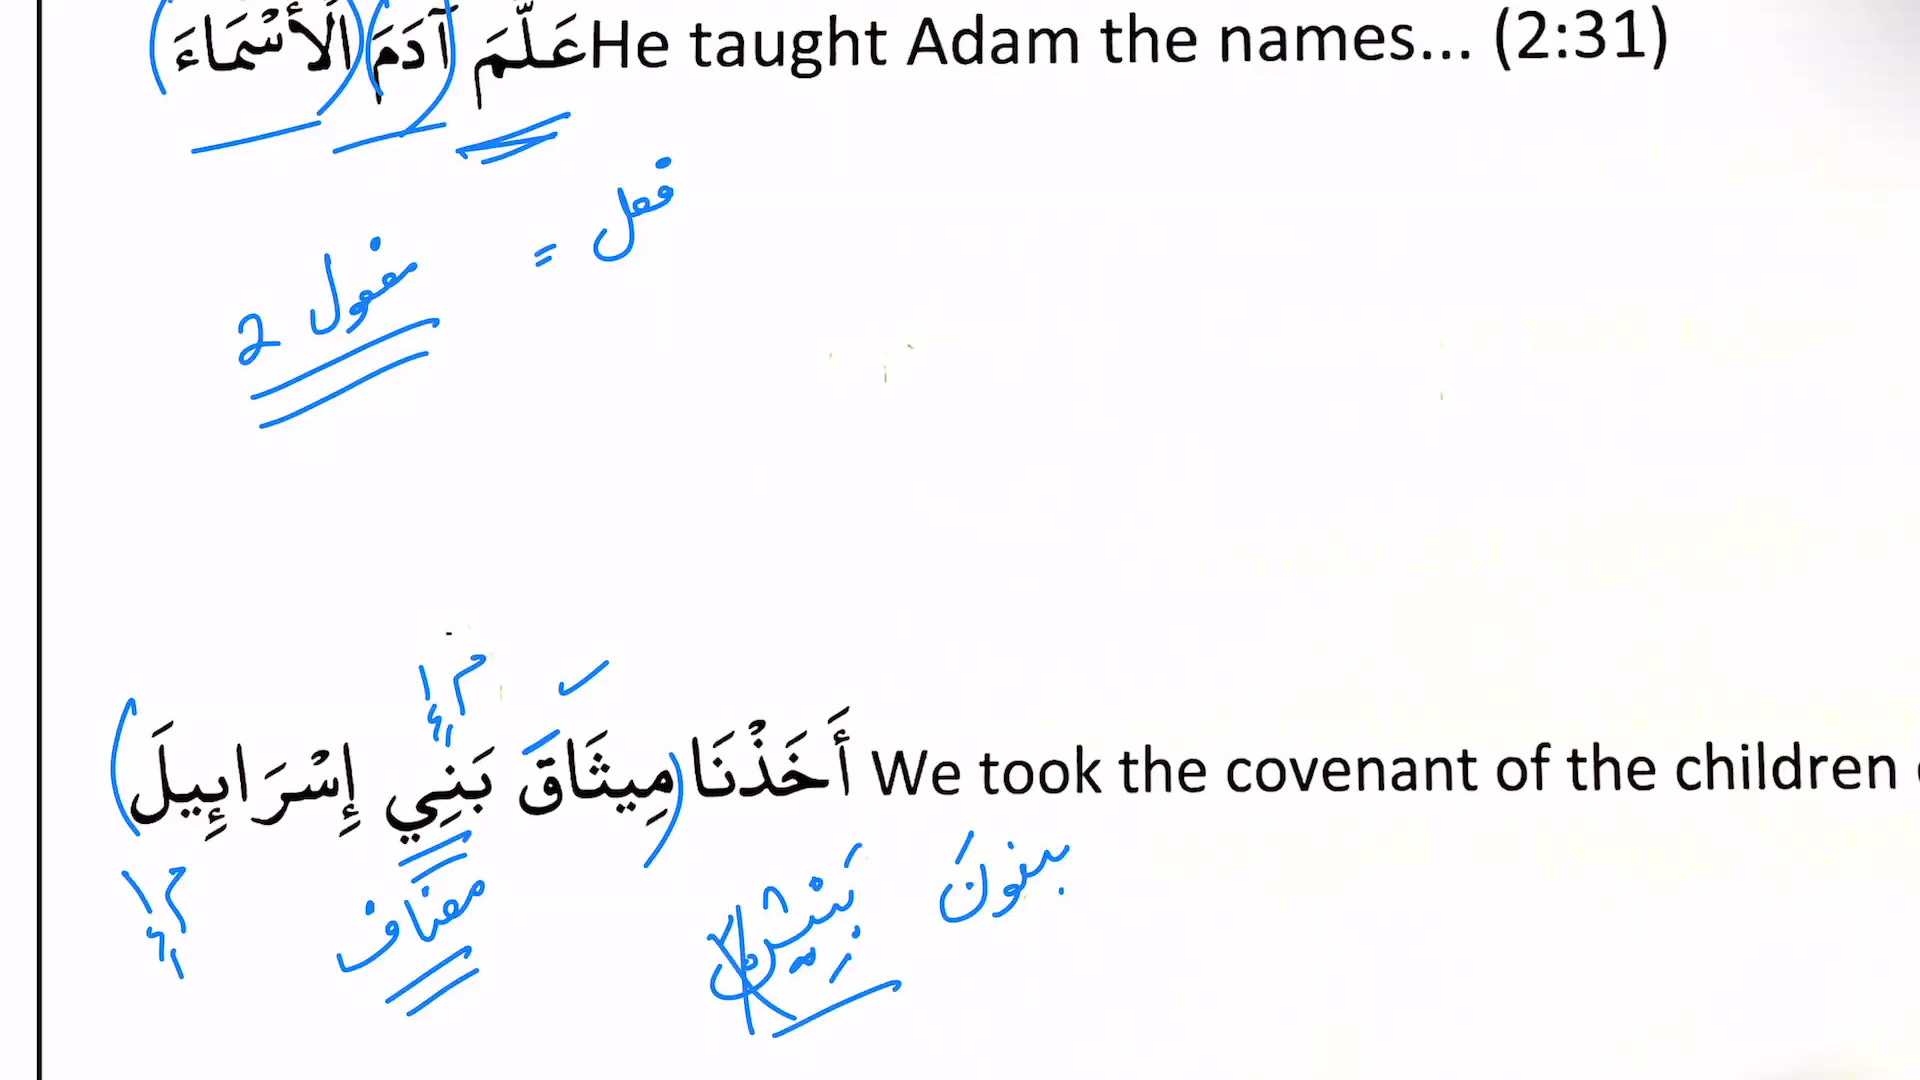 عَلَّمَ آدَمَ الْأَسْمَاءَ He taught Adam the names... (2:31)
فعل =
مفعول 2
أَخَذْنَا مِيثَاقَ بَنِي إِسْرَابِيلَ We took the covenant of the children
بنونَ
مضاف